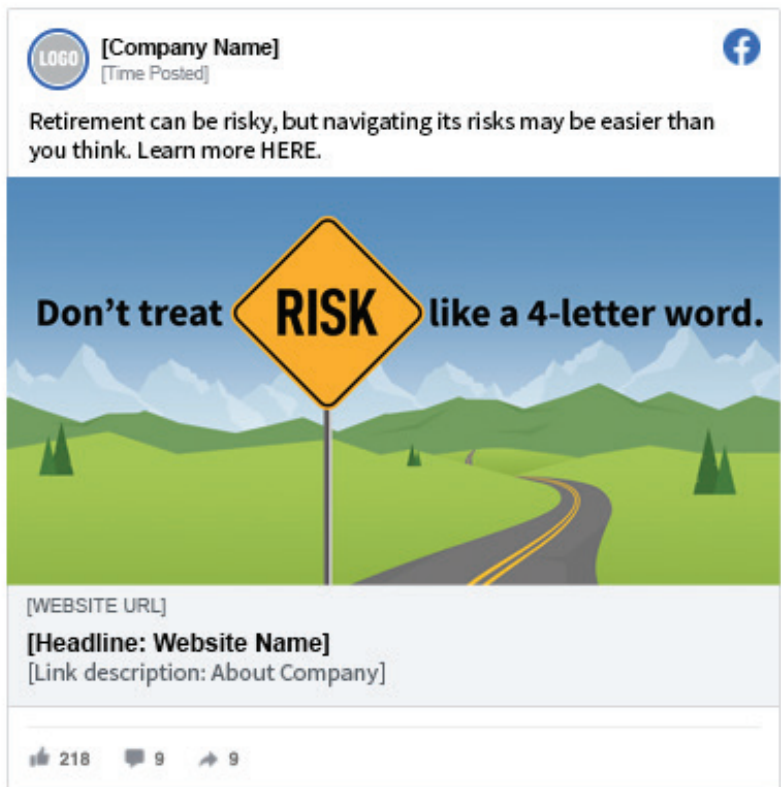 LOGO
[Company Name]
[Time Posted]
Retirement can be risky, but navigating its risks may be easier than
you think. Learn more HERE.
Don't treat RISK like a 4-letter word.
[WEBSITE URL]
[Headline: Website Name]
[Link description: About Company]
218 9 9